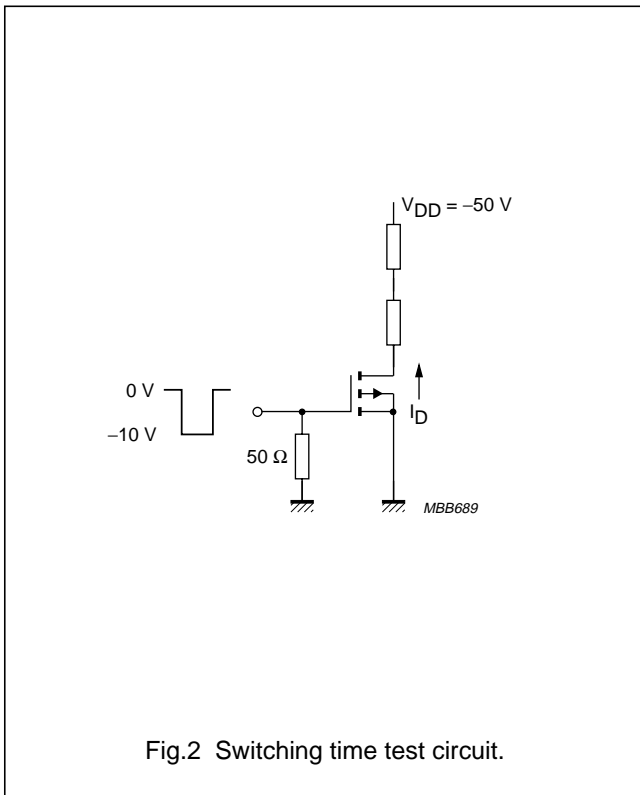 V_DD = −50 V
0 V
−10 V
I_D
50 Ω
MBB689
Fig.2 Switching time test circuit.